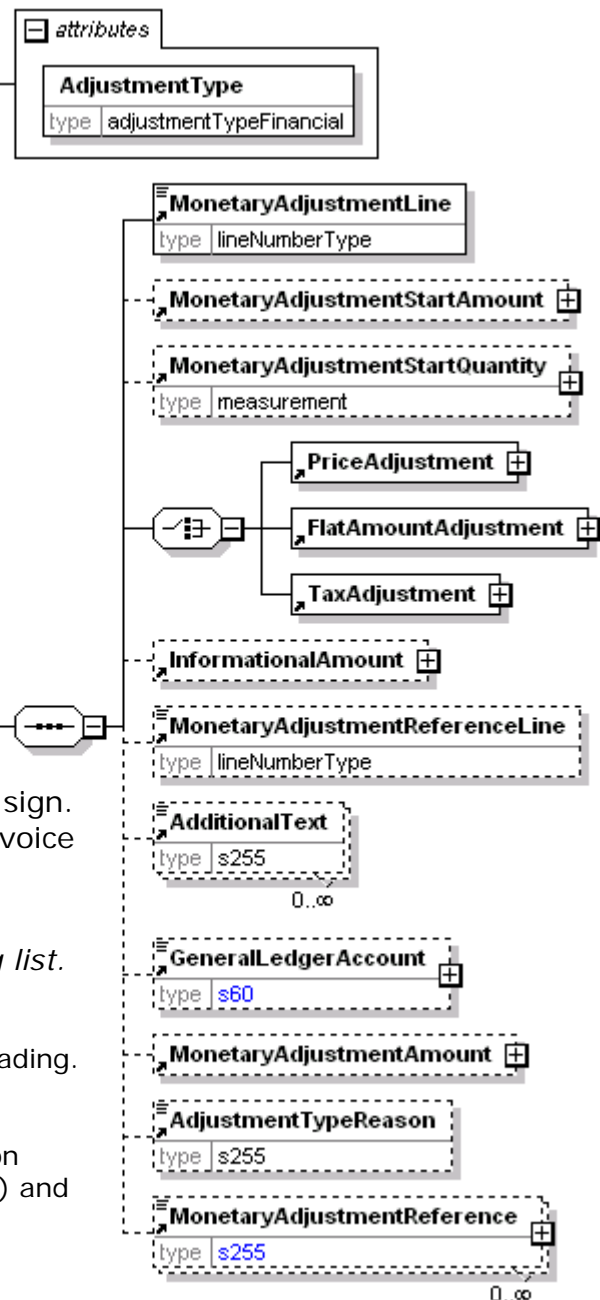 attributes
AdjustmentType
type adjustmentTypeFinancial
MonetaryAdjustmentLine
type lineNumberType
MonetaryAdjustmentStartAmount
MonetaryAdjustmentStartQuantity
type measurement
PriceAdjustment
FlatAmountAdjustment
TaxAdjustment
InformationalAmount
MonetaryAdjustmentReferenceLine
type lineNumberType
sign.
voice
AdditionalText
type s255
0..∞
g list.
GeneralLedgerAccount
type s60
ading.
MonetaryAdjustmentAmount
AdjustmentTypeReason
type s255
on
) and
MonetaryAdjustmentReference
type s255
0..∞